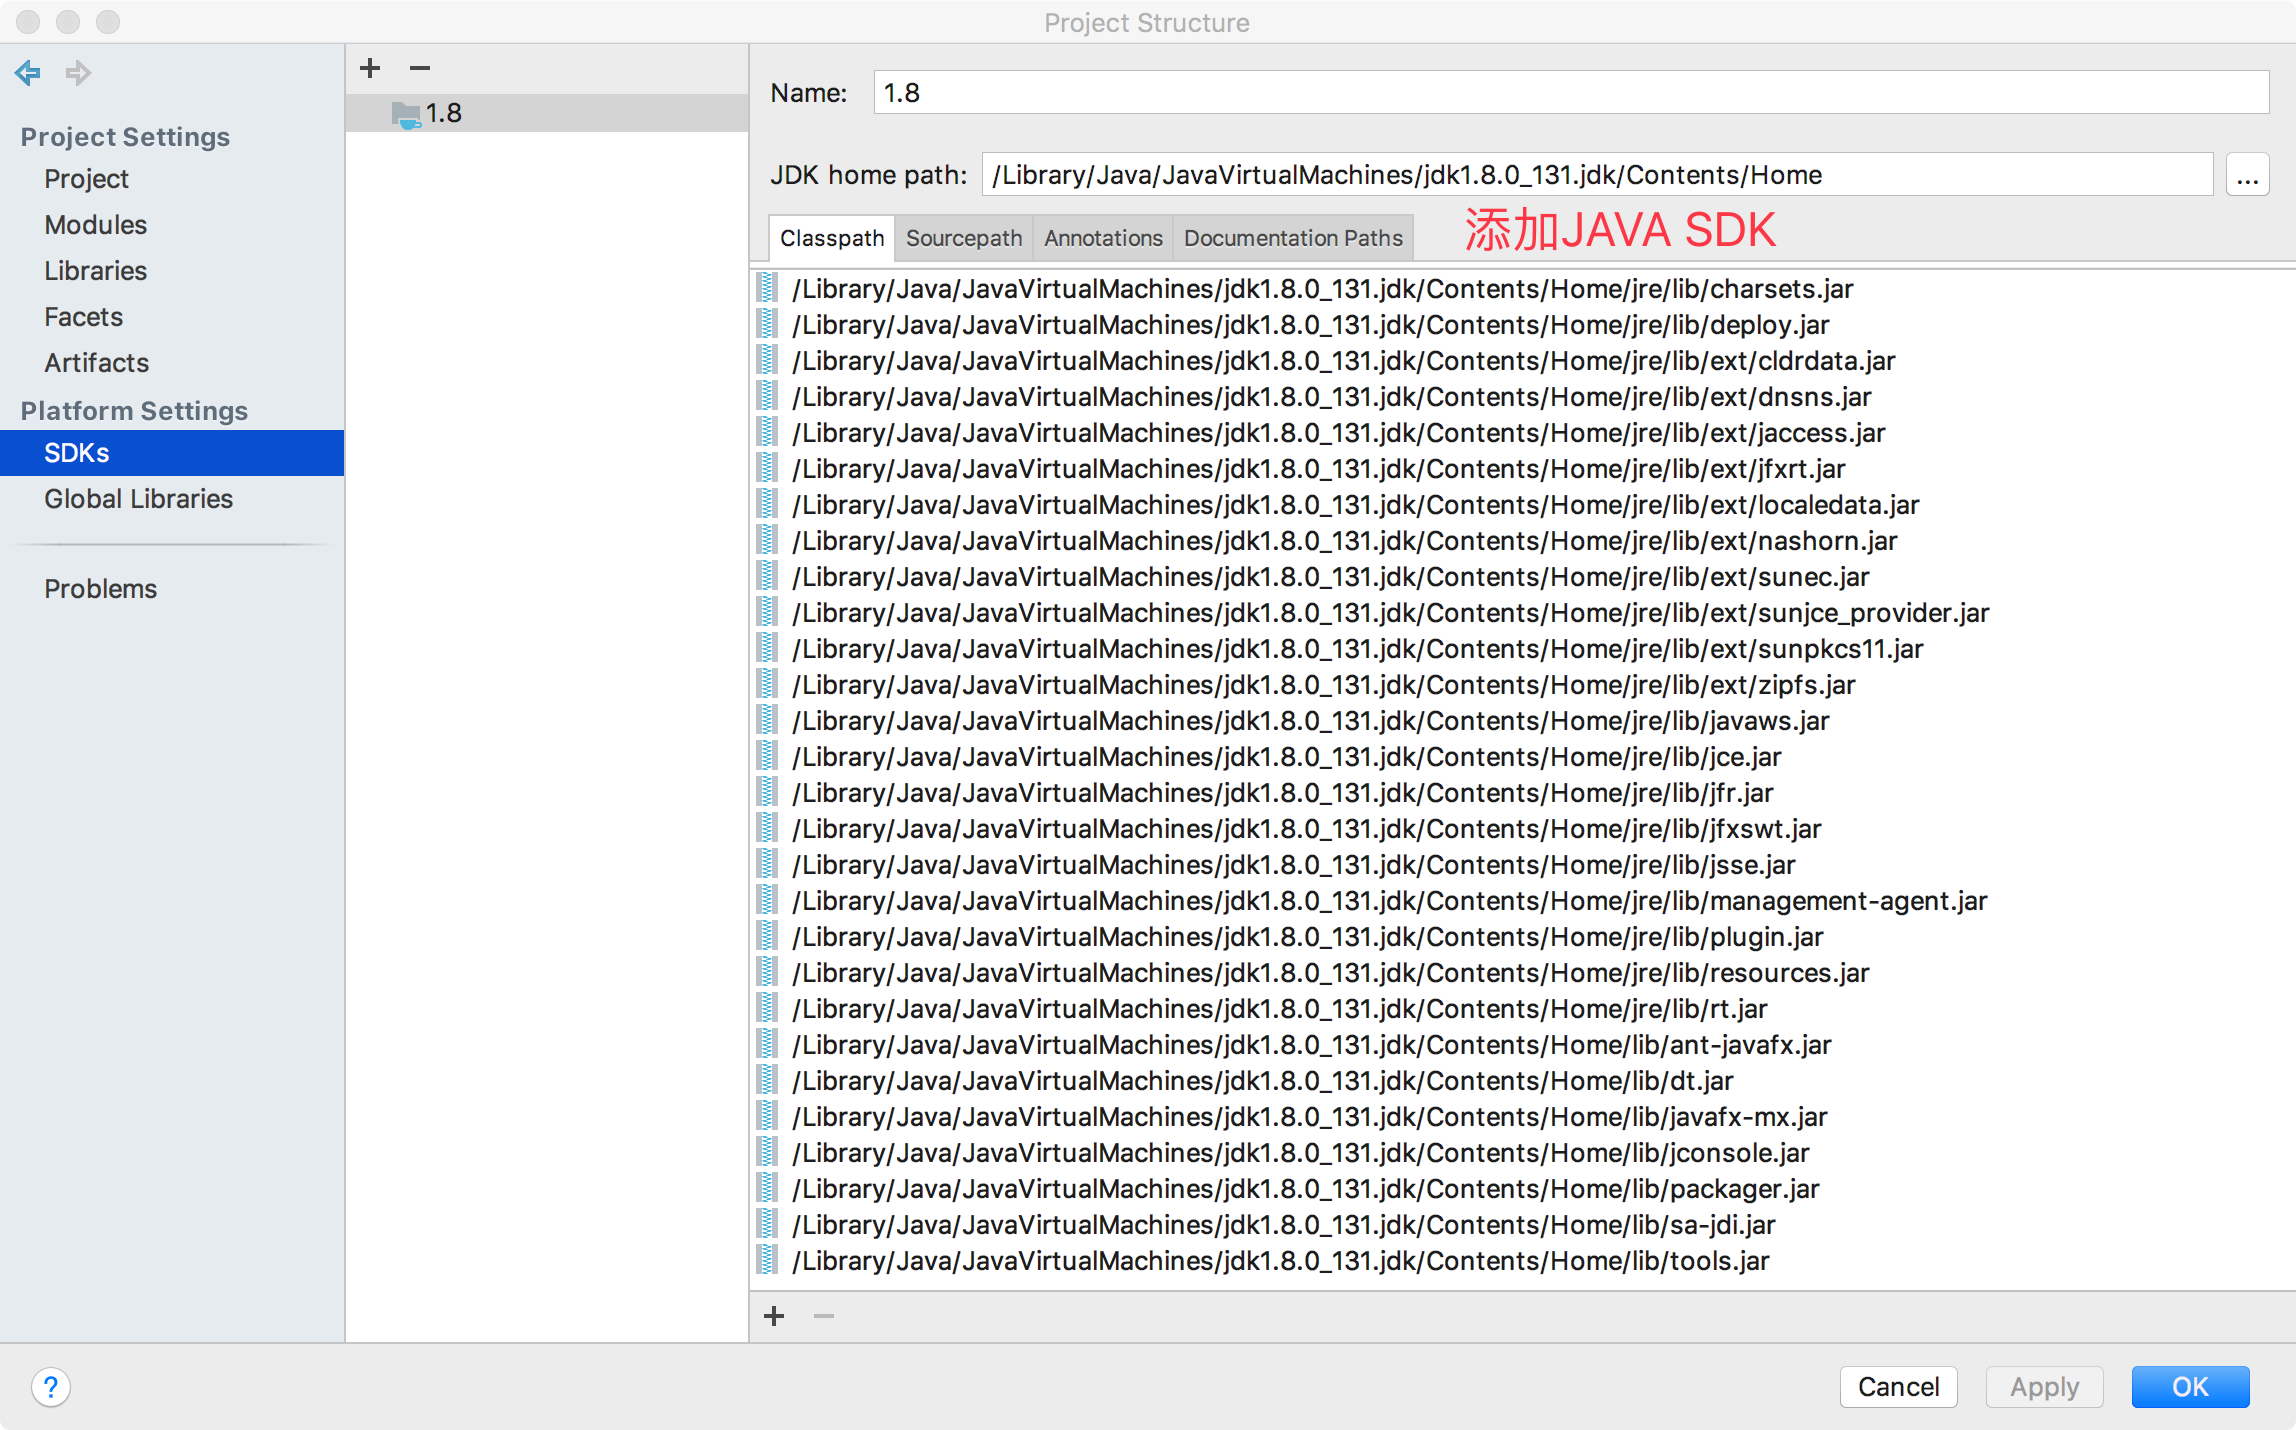 Project Structure
Project Settings
Project
Modules
Libraries
Facets
Artifacts
Platform Settings
SDKs
Global Libraries
Problems
1.8
Name: 1.8
JDK home path: /Library/Java/JavaVirtualMachines/jdk1.8.0_131.jdk/Contents/Home ...
Classpath Sourcepath Annotations Documentation Paths 添加JAVA SDK
/Library/Java/JavaVirtualMachines/jdk1.8.0_131.jdk/Contents/Home/jre/lib/charsets.jar
/Library/Java/JavaVirtualMachines/jdk1.8.0_131.jdk/Contents/Home/jre/lib/deploy.jar
/Library/Java/JavaVirtualMachines/jdk1.8.0_131.jdk/Contents/Home/jre/lib/ext/cldrdata.jar
/Library/Java/JavaVirtualMachines/jdk1.8.0_131.jdk/Contents/Home/jre/lib/ext/dnsns.jar
/Library/Java/JavaVirtualMachines/jdk1.8.0_131.jdk/Contents/Home/jre/lib/ext/jaccess.jar
/Library/Java/JavaVirtualMachines/jdk1.8.0_131.jdk/Contents/Home/jre/lib/ext/jfxrt.jar
/Library/Java/JavaVirtualMachines/jdk1.8.0_131.jdk/Contents/Home/jre/lib/ext/localedata.jar
/Library/Java/JavaVirtualMachines/jdk1.8.0_131.jdk/Contents/Home/jre/lib/ext/nashorn.jar
/Library/Java/JavaVirtualMachines/jdk1.8.0_131.jdk/Contents/Home/jre/lib/ext/sunec.jar
/Library/Java/JavaVirtualMachines/jdk1.8.0_131.jdk/Contents/Home/jre/lib/ext/sunjce_provider.jar
/Library/Java/JavaVirtualMachines/jdk1.8.0_131.jdk/Contents/Home/jre/lib/ext/sunpkcs11.jar
/Library/Java/JavaVirtualMachines/jdk1.8.0_131.jdk/Contents/Home/jre/lib/ext/zipfs.jar
/Library/Java/JavaVirtualMachines/jdk1.8.0_131.jdk/Contents/Home/jre/lib/javaws.jar
/Library/Java/JavaVirtualMachines/jdk1.8.0_131.jdk/Contents/Home/jre/lib/jce.jar
/Library/Java/JavaVirtualMachines/jdk1.8.0_131.jdk/Contents/Home/jre/lib/jfr.jar
/Library/Java/JavaVirtualMachines/jdk1.8.0_131.jdk/Contents/Home/jre/lib/jfxswt.jar
/Library/Java/JavaVirtualMachines/jdk1.8.0_131.jdk/Contents/Home/jre/lib/jsse.jar
/Library/Java/JavaVirtualMachines/jdk1.8.0_131.jdk/Contents/Home/jre/lib/management-agent.jar
/Library/Java/JavaVirtualMachines/jdk1.8.0_131.jdk/Contents/Home/jre/lib/plugin.jar
/Library/Java/JavaVirtualMachines/jdk1.8.0_131.jdk/Contents/Home/jre/lib/resources.jar
/Library/Java/JavaVirtualMachines/jdk1.8.0_131.jdk/Contents/Home/jre/lib/rt.jar
/Library/Java/JavaVirtualMachines/jdk1.8.0_131.jdk/Contents/Home/lib/ant-javafx.jar
/Library/Java/JavaVirtualMachines/jdk1.8.0_131.jdk/Contents/Home/lib/dt.jar
/Library/Java/JavaVirtualMachines/jdk1.8.0_131.jdk/Contents/Home/lib/javafx-mx.jar
/Library/Java/JavaVirtualMachines/jdk1.8.0_131.jdk/Contents/Home/lib/jconsole.jar
/Library/Java/JavaVirtualMachines/jdk1.8.0_131.jdk/Contents/Home/lib/packager.jar
/Library/Java/JavaVirtualMachines/jdk1.8.0_131.jdk/Contents/Home/lib/sa-jdi.jar
/Library/Java/JavaVirtualMachines/jdk1.8.0_131.jdk/Contents/Home/lib/tools.jar
? Cancel Apply OK